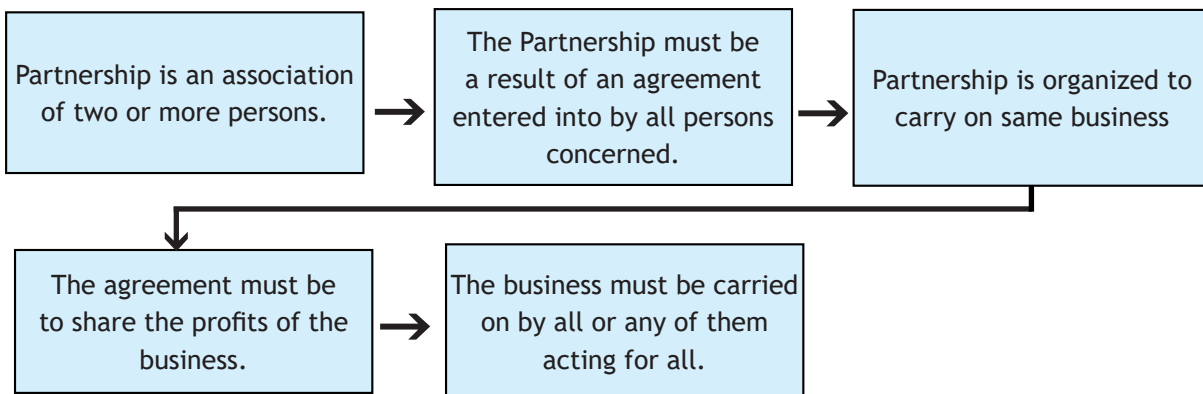 Partnership is an association
of two or more persons.
The Partnership must be
a result of an agreement
entered into by all persons
concerned.
Partnership is organized to
carry on same business
The agreement must be
to share the profits of the
business.
The business must be carried
on by all or any of them
acting for all.